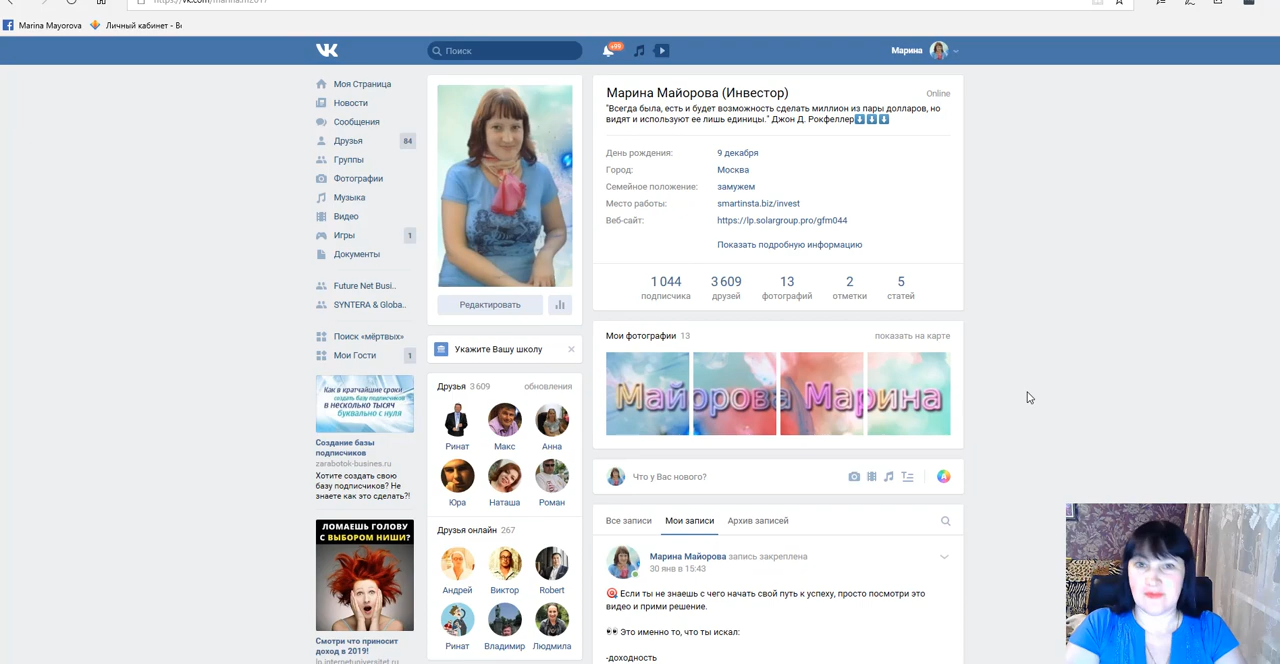 Marina Mayorova
Личный кабинет - Ве
Поиск
+99
Марина
Моя Страница
Новости
Сообщения
Друзья 84
Группы
Фотографии
Музыка
Видео
Игры 1
Документы
Future Net Busi..
SYNTERA & Globa..
Поиск «мёртвых»
Мои Гости 1
Как в кратчайшие сроки
создать базу подписчиков
в несколько тысяч
буквально с нуля
Создание базы
подписчиков
zarabotok-busines.ru
Хотите создать свою
базу подписчиков? Не
знаете как это сделать?!
ЛОМАЕШЬ ГОЛОВУ
С ВЫБОРОМ НИШИ?
Смотри что приносит
доход в 2019!
lp.internetuniversitet.ru
Редактировать
Укажите Вашу школу
Друзья 3 609 обновления
Ринат Макс Анна
Юра Наташа Роман
Друзья онлайн 267
Андрей Виктор Robert
Ринат Владимир Людмила
Марина Майорова (Инвестор) Online
"Всегда была, есть и будет возможность сделать миллион из пары долларов, но
видят и используют ее лишь единицы." Джон Д. Рокфеллер⬇⬇⬇
День рождения: 9 декабря
Город: Москва
Семейное положение: замужем
Место работы: smartinsta.biz/invest
Веб-сайт: https://lp.solargroup.pro/gfm044
Показать подробную информацию
1 044 3 609 13 2 5
подписчика друзей фотографий отметки статей
Мои фотографии 13 показать на карте
Майорова Марина
Что у Вас нового?
Все записи Мои записи Архив записей
Марина Майорова запись закреплена
30 янв в 15:43
🎯 Если ты не знаешь с чего начать свой путь к успеху, просто посмотри это
видео и прими решение.
👀 Это именно то, что ты искал:
-доходность